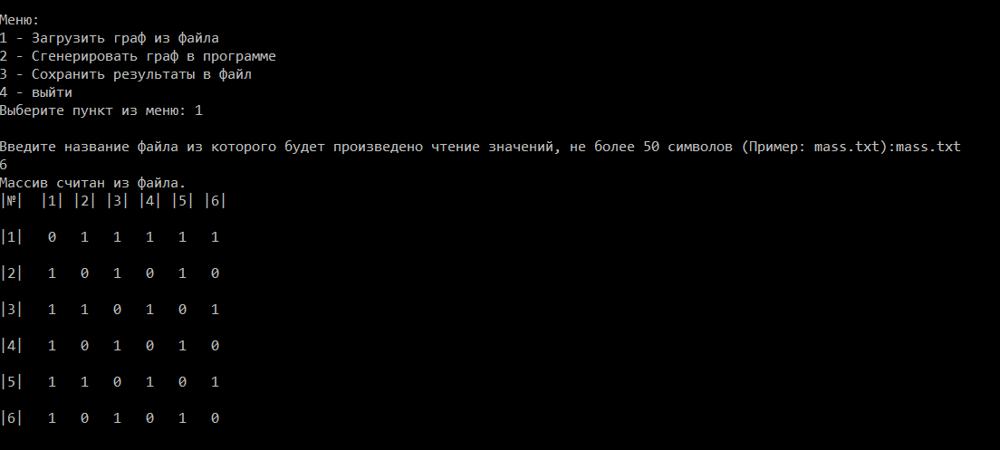 Меню:
1 - Загрузить граф из файла
2 - Сгенерировать граф в программе
3 - Сохранить результаты в файл
4 - выйти
Выберите пункт из меню: 1
Введите название файла из которого будет произведено чтение значений, не более 50 символов (Пример: mass.txt):mass.txt
6
Массив считан из файла.
|№|  |1| |2| |3| |4| |5| |6|
|1|   0   1   1   1   1   1
|2|   1   0   1   0   1   0
|3|   1   1   0   1   0   1
|4|   1   0   1   0   1   0
|5|   1   1   0   1   0   1
|6|   1   0   1   0   1   0